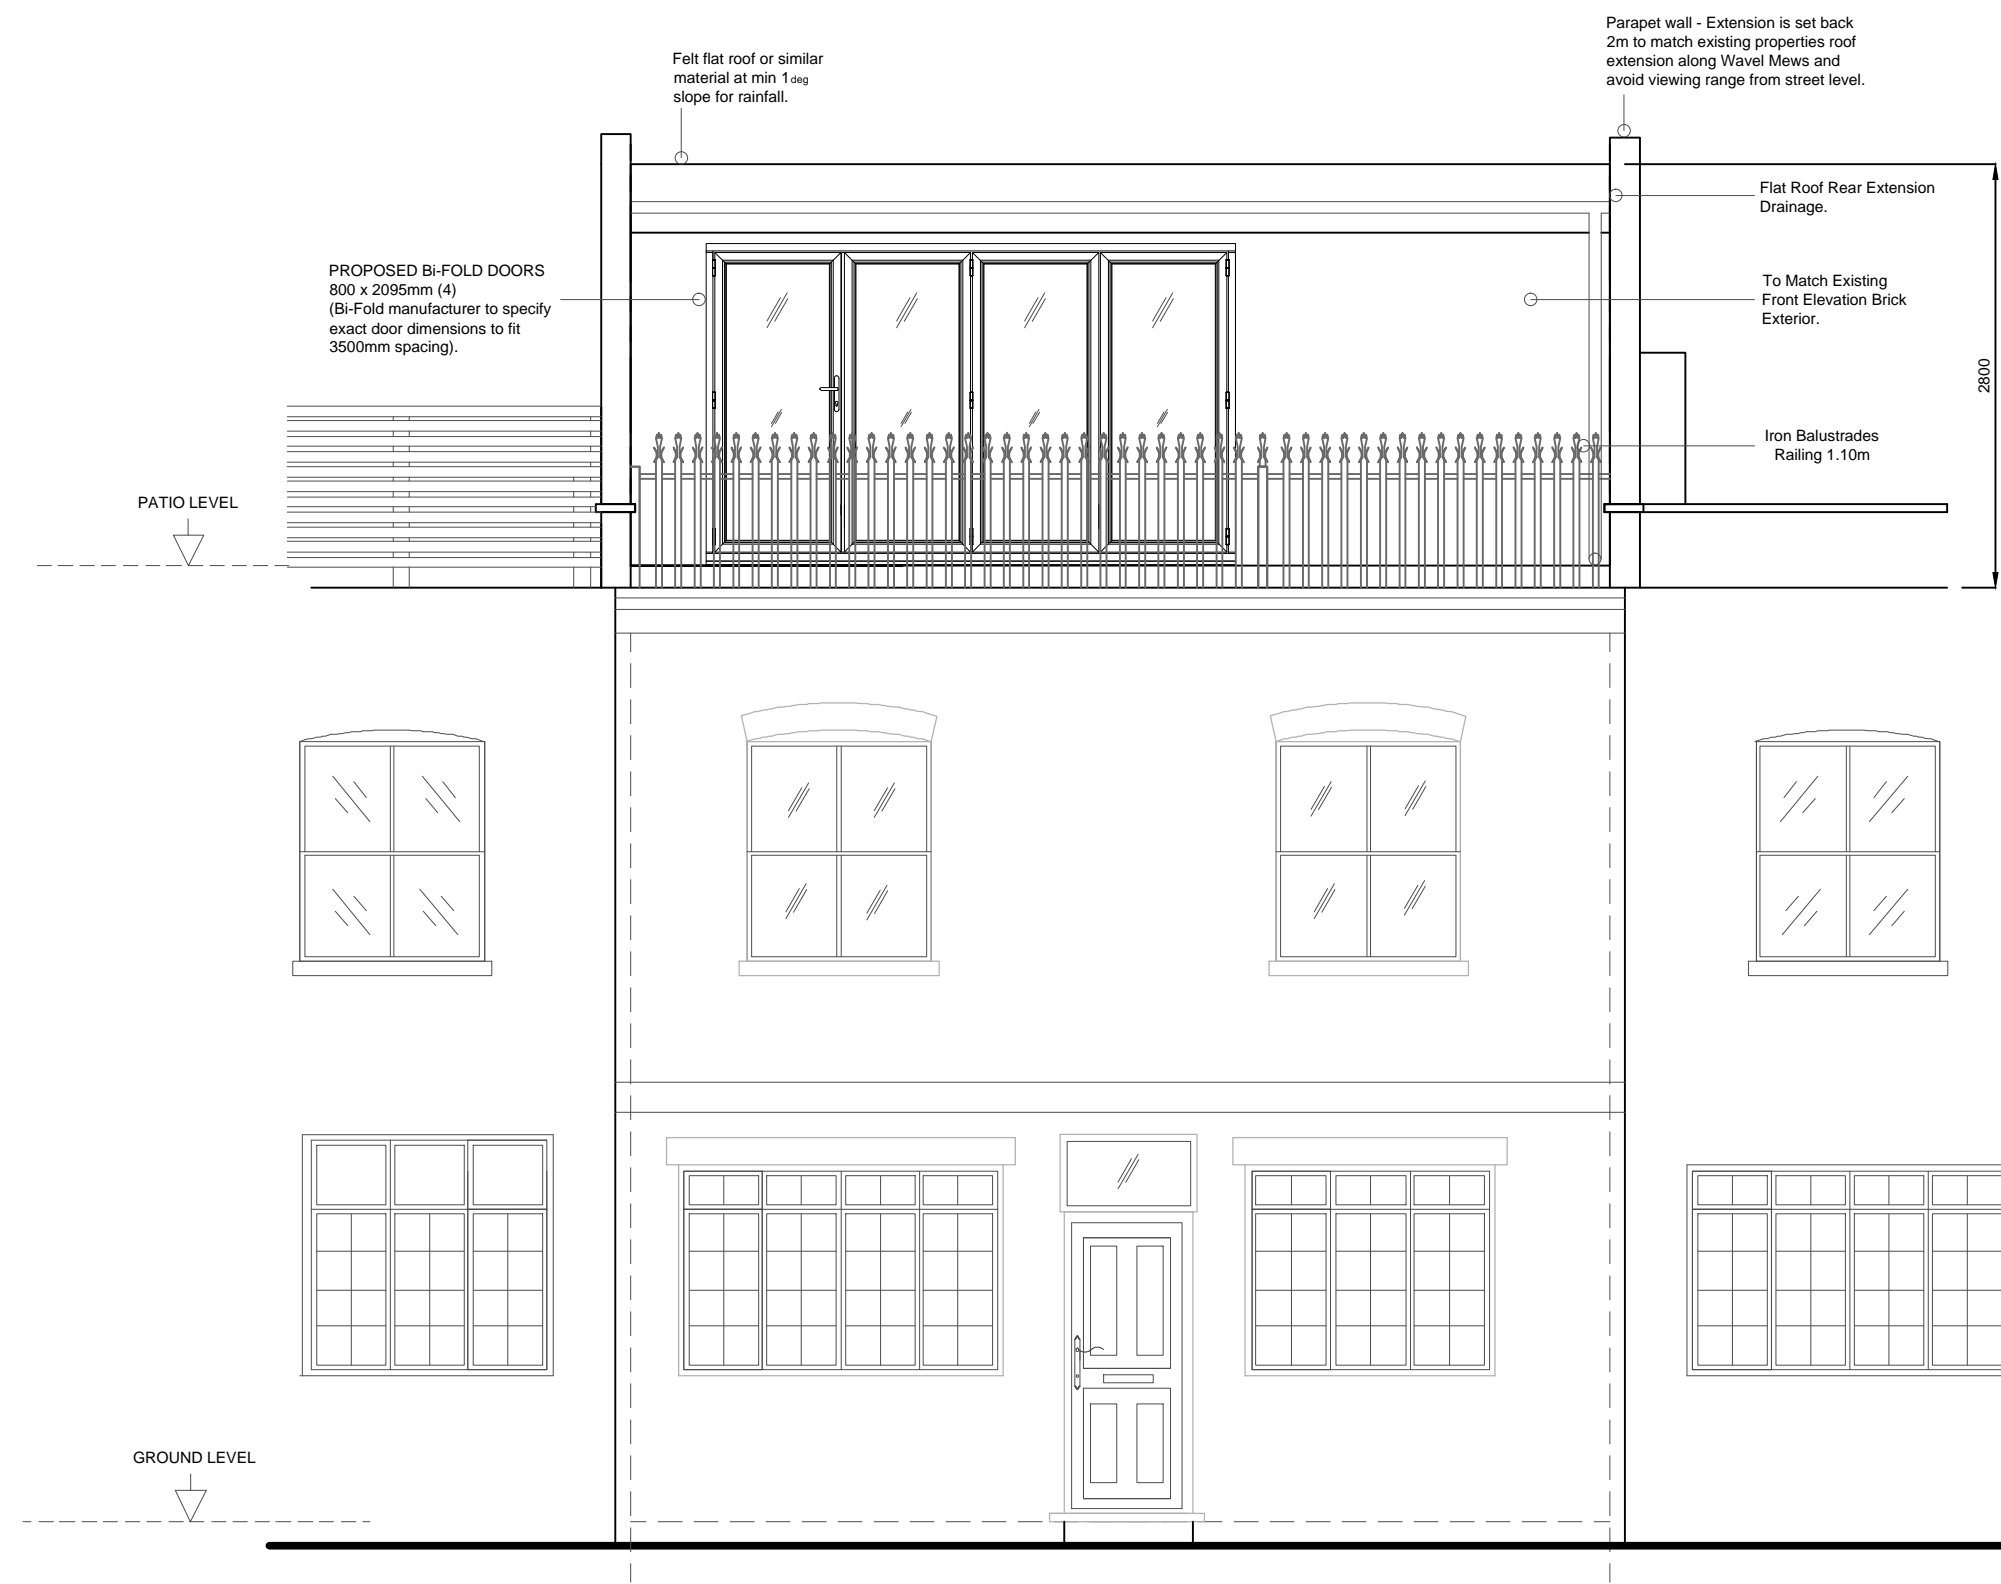 Parapet wall - Extension is set back
2m to match existing properties roof
extension along Wavel Mews and
avoid viewing range from street level.
Felt flat roof or similar
material at min 1deg
slope for rainfall.
Flat Roof Rear Extension
Drainage.
PROPOSED Bi-FOLD DOORS
800 x 2095mm (4)
(Bi-Fold manufacturer to specify
exact door dimensions to fit
3500mm spacing).
To Match Existing
Front Elevation Brick
Exterior.
2800
Iron Balustrades
Railing 1.10m
PATIO LEVEL
GROUND LEVEL